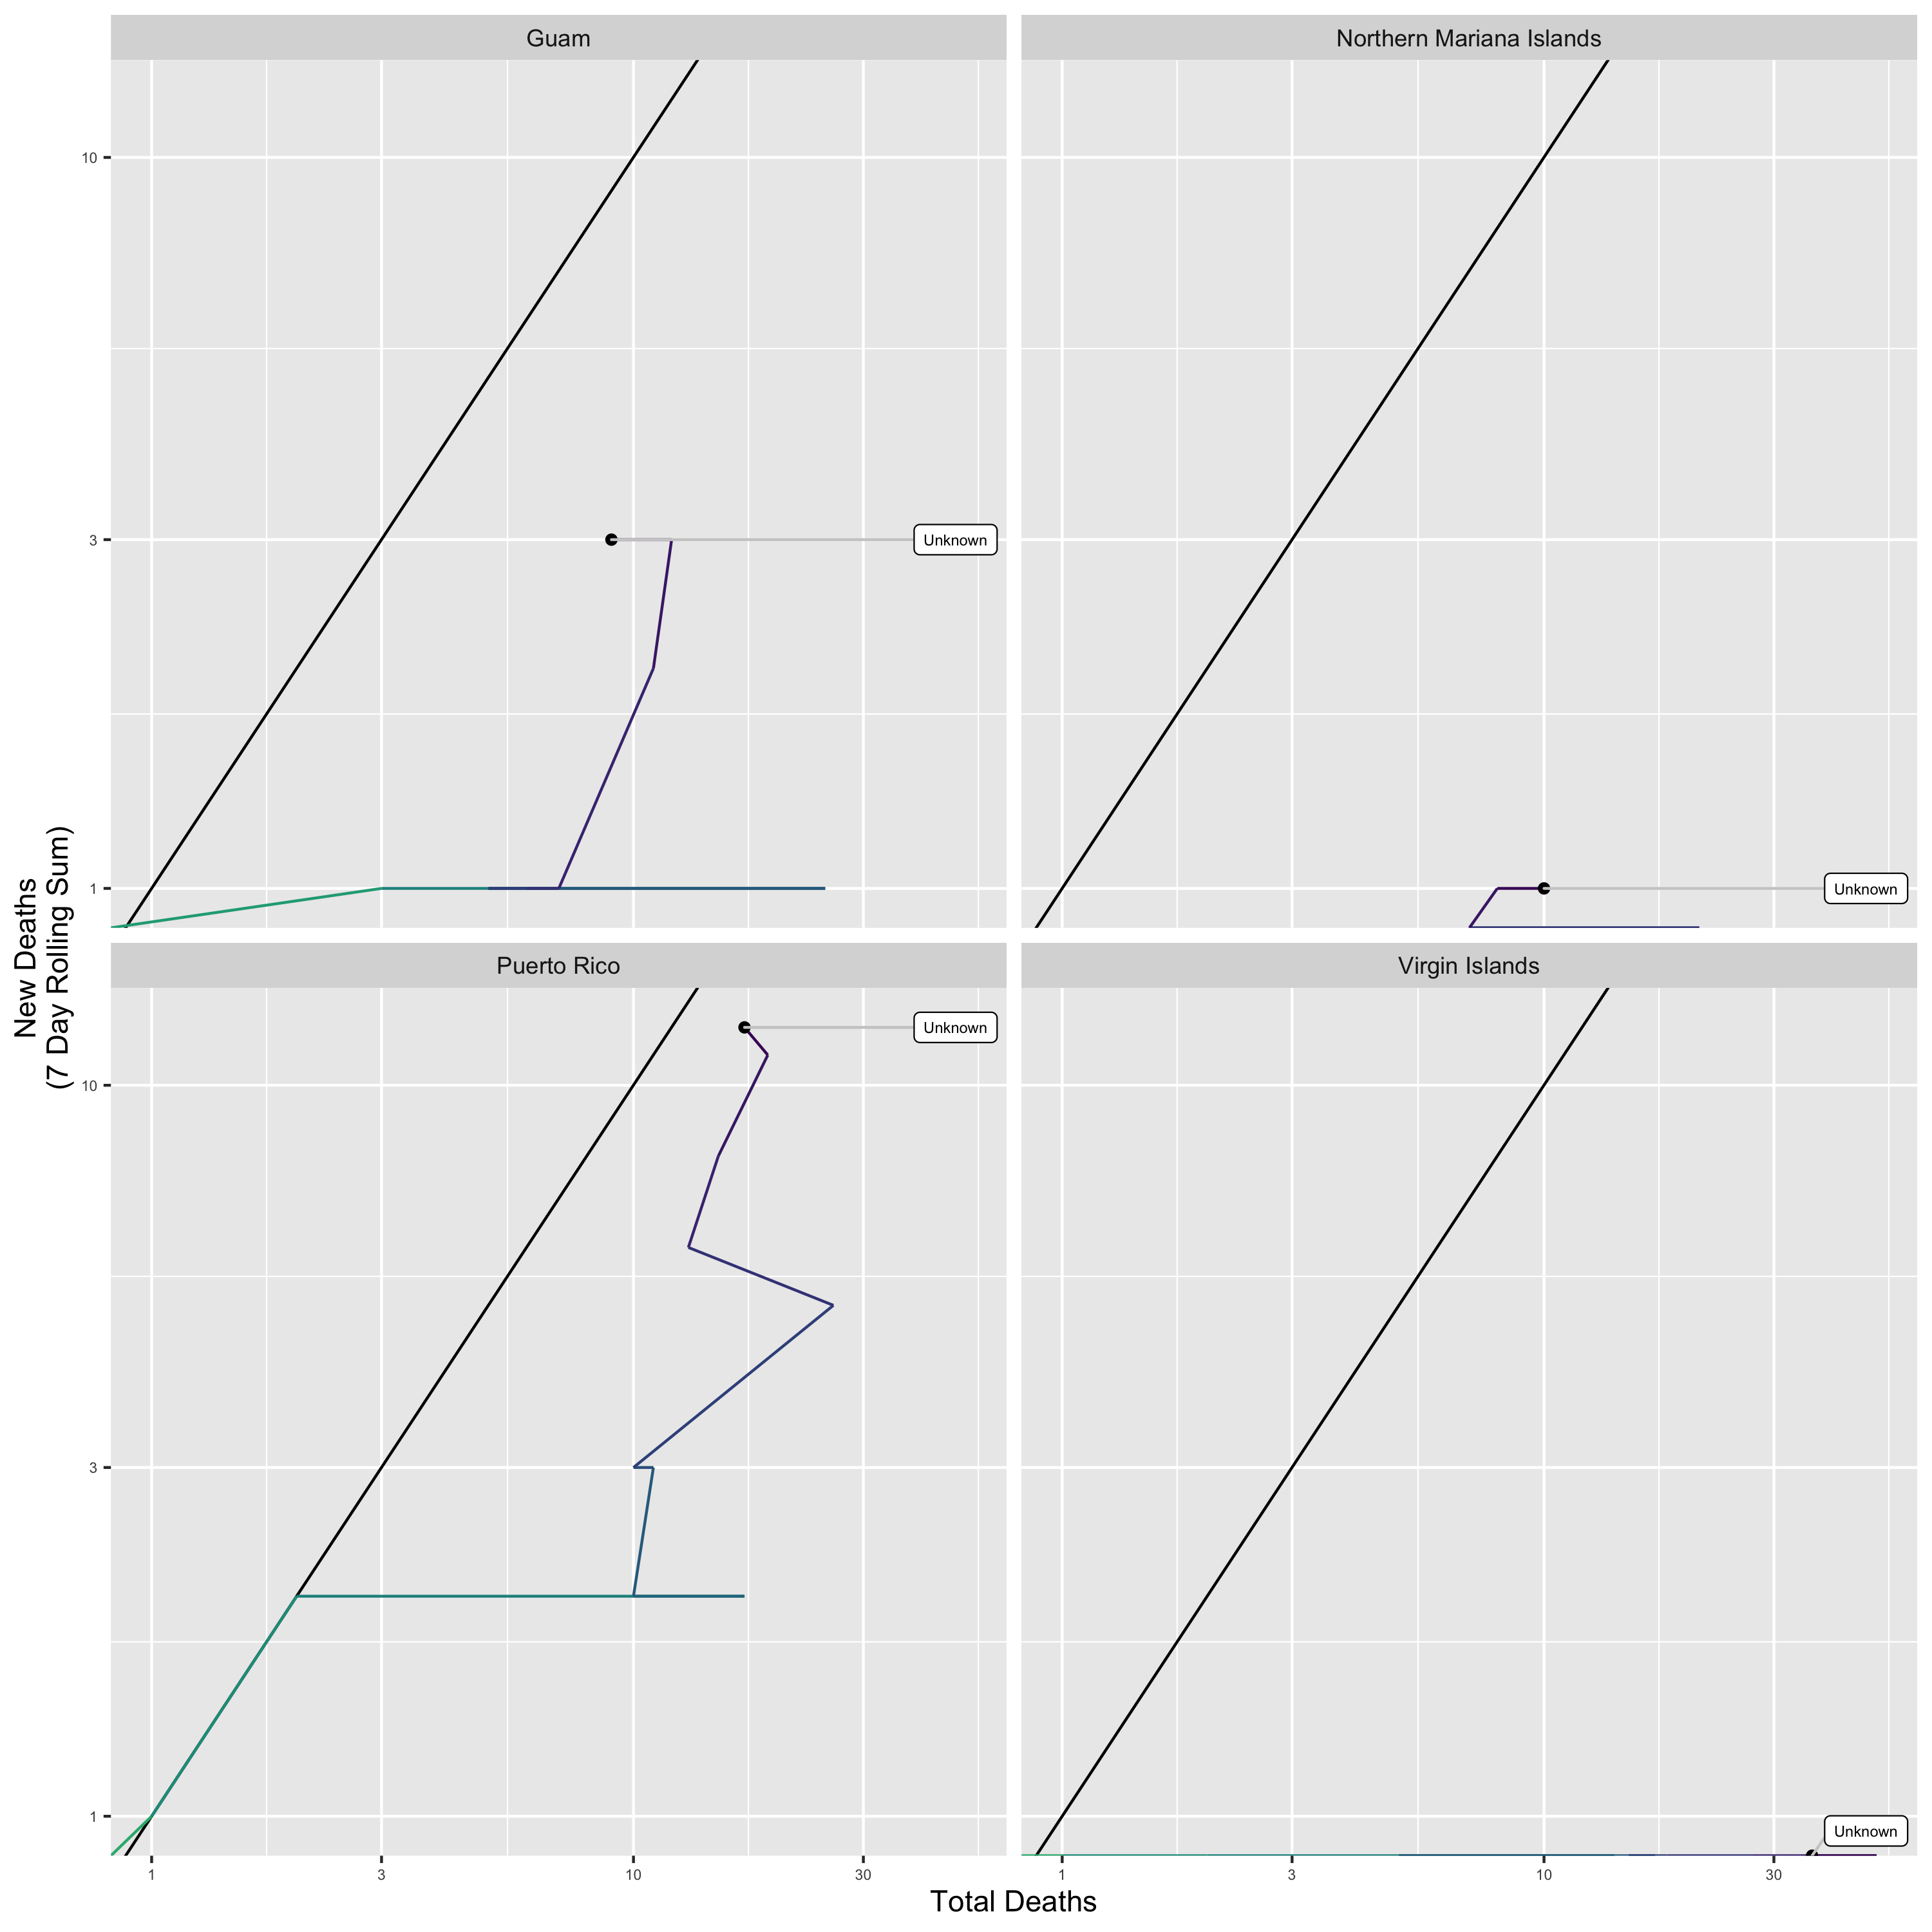 Guam
Northern Mariana Islands
10
3
1
Unknown
Unknown
New Deaths
(7 Day Rolling Sum)
Puerto Rico
Virgin Islands
10
3
1
Unknown
Unknown
1
3
10
30
1
3
10
30
Total Deaths